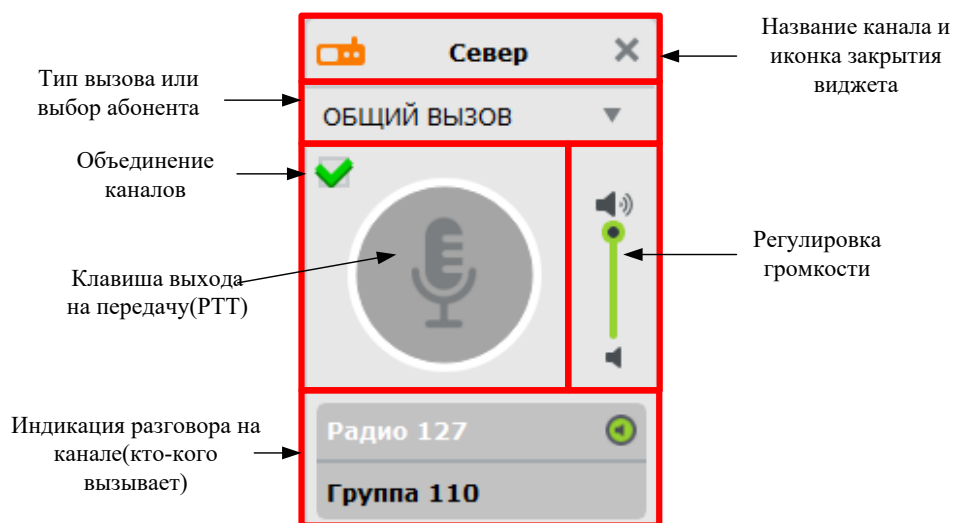 Название канала и
иконка закрытия
виджета
Север
Тип вызова или
выбор абонента
ОБЩИЙ ВЫЗОВ
Объединение
каналов
Регулировка
громкости
Клавиша выхода
на передачу(PTT)
Индикация разговора на
канале(кто-кого
вызывает)
Радио 127
Группа 110